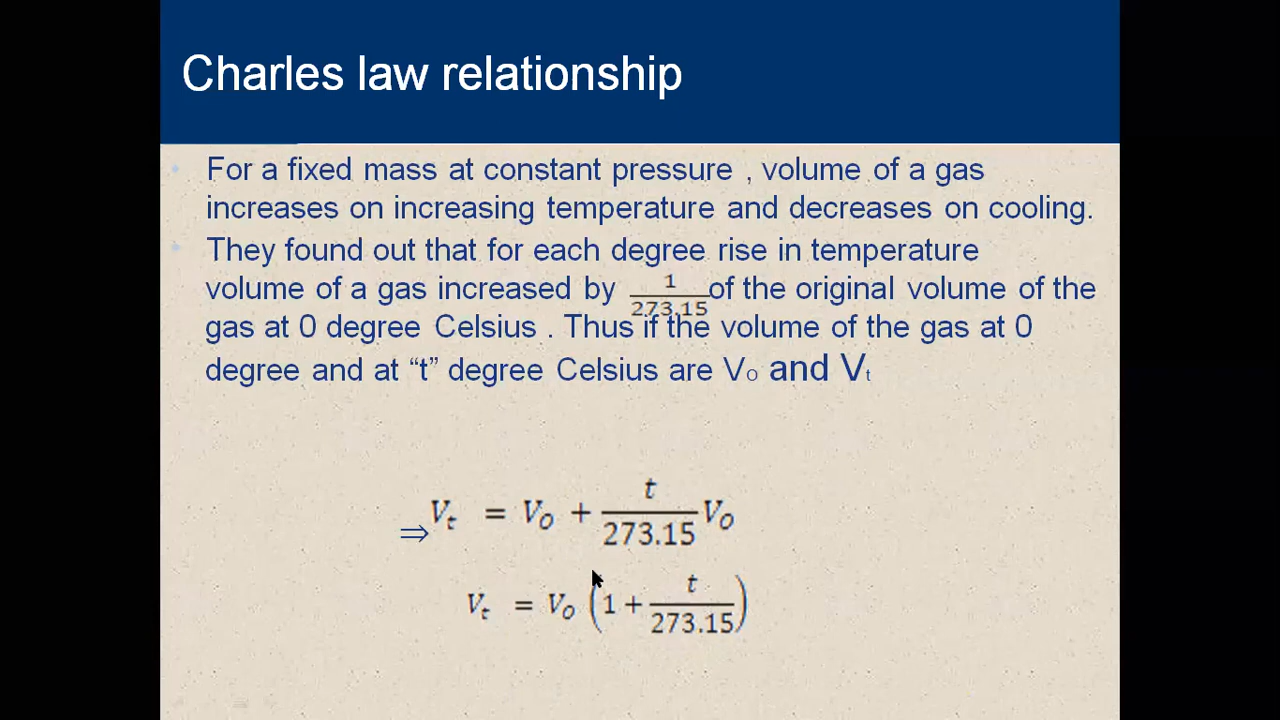 Charles law relationship
• For a fixed mass at constant pressure , volume of a gas
increases on increasing temperature and decreases on cooling.
• They found out that for each degree rise in temperature
volume of a gas increased by 1/273.15 of the original volume of the
gas at 0 degree Celsius . Thus if the volume of the gas at 0
degree and at “t” degree Celsius are Vo and Vt
⇒ Vt = Vo + t/273.15 Vo
Vt = Vo (1 + t/273.15)